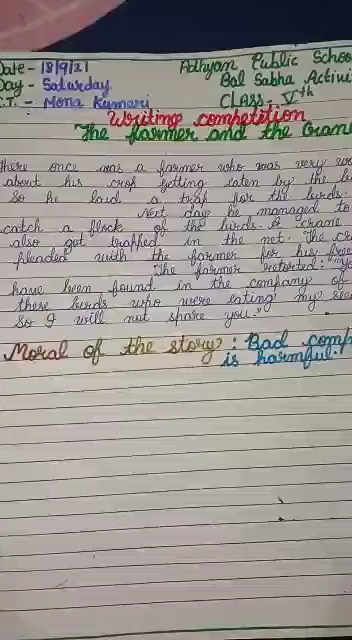 Date - 18/9/21
Adhyan Public School
Day - Saturday
Bal Sabha Activi
C.T. - Mona Kumari
CLASS - Vth
Writing competition
The farmer and the Crane
There once was a farmer who was very wo
about his crop getting eaten by the bi
So he laid a trap for the birds.
Next day he managed to
catch a flock of the birds. A crane
also got trapped in the net. The cr
pleaded with the farmer for his free
The farmer retorted: "Yo
have been found in the company of
these birds who were eating my see
So I will not spare you."
Moral of the story: Bad comp
is harmful.